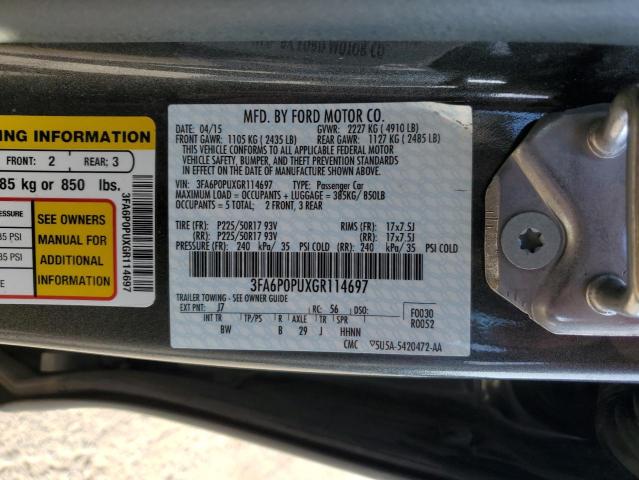 MFD. BY FORD MOTOR CO.
DATE: 04/15 GVWR: 2227 KG ( 4910 LB)
FRONT GAWR: 1105 KG ( 2435 LB) REAR GAWR: 1127 KG ( 2485 LB)
THIS VEHICLE CONFORMS TO ALL APPLICABLE FEDERAL MOTOR
VEHICLE SAFETY, BUMPER, AND THEFT PREVENTION STANDARDS IN
EFFECT ON THE DATE OF MANUFACTURE SHOWN ABOVE.
VIN: 3FA6P0PUXGR114697 TYPE: Passenger Car
MAXIMUM LOAD = OCCUPANTS + LUGGAGE = 385KG / 850LB
OCCUPANTS = 5 TOTAL; 2 FRONT, 3 REAR
TIRE (FR): P225/50R17 93V RIMS (FR): 17x7.5J
(RR): P225/50R17 93V (RR): 17x7.5J
PRESSURE (FR): 240 kPa/ 35 PSI COLD (RR): 240 kPa/ 35 PSI COLD
3FA6P0PUXGR114697
TRAILER TOWING - SEE OWNER GUIDE
EXT PNT: J7 RC: 56 DSO: F0030
R0052
INT TR TP/PS R AXLE TR SPR
BW B 29 J HHNN
CMC 5U5A-5420472-AA
ING INFORMATION
FRONT: 2 REAR: 3
85 kg or 850 lbs.
SEE OWNERS
MANUAL FOR
ADDITIONAL
INFORMATION
3FA6P0PUXGR114697